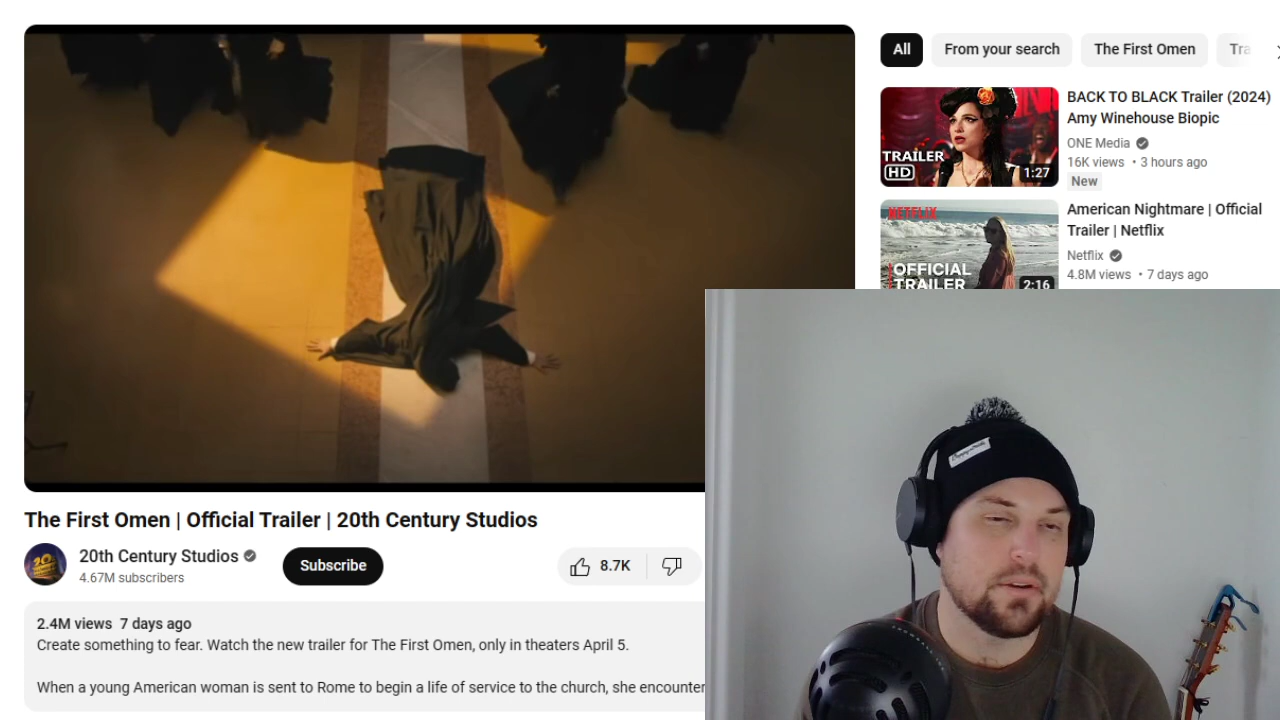 All
From your search
The First Omen
Tra
BACK TO BLACK Trailer (2024)
Amy Winehouse Biopic
ONE Media
16K views • 3 hours ago
New
TRAILER
HD
1:27
American Nightmare | Official
Trailer | Netflix
Netflix
4.8M views • 7 days ago
NETFLIX
OFFICIAL
TRAILER
2:16
The First Omen | Official Trailer | 20th Century Studios
20th Century Studios
4.67M subscribers
Subscribe
8.7K
2.4M views 7 days ago
Create something to fear. Watch the new trailer for The First Omen, only in theaters April 5.
When a young American woman is sent to Rome to begin a life of service to the church, she encounter